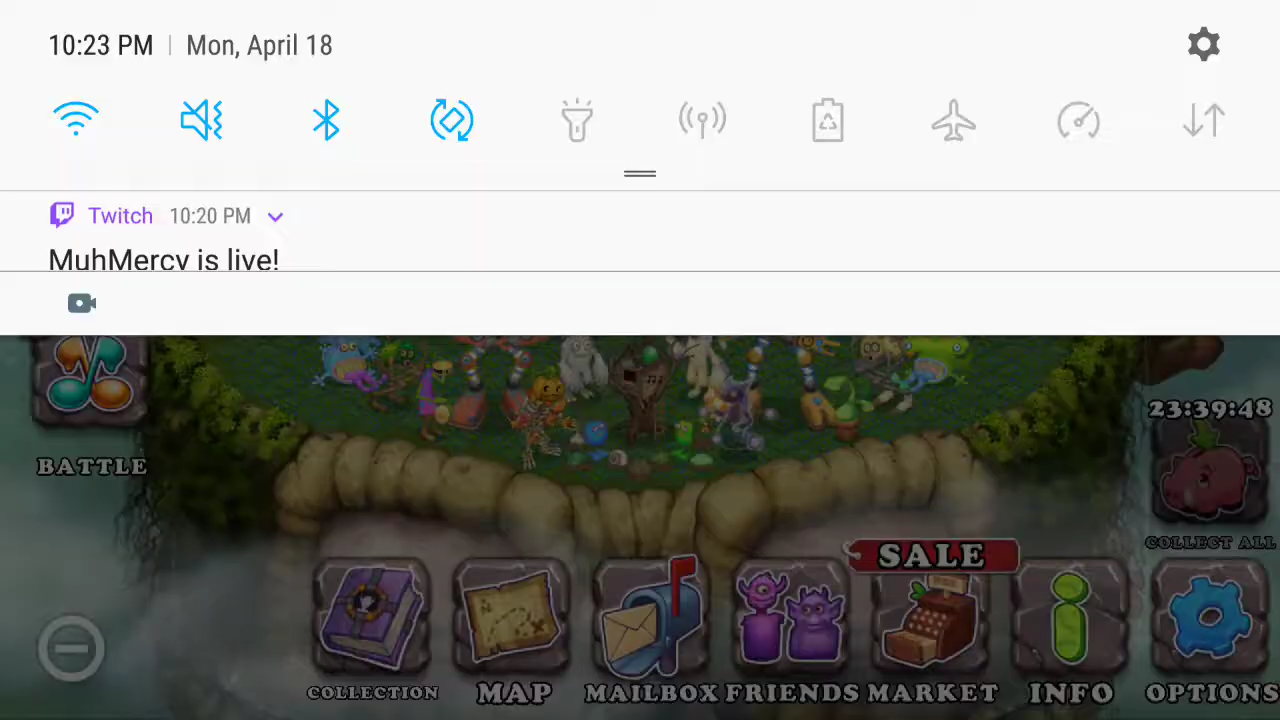 10:23 PM | Mon, April 18
Twitch 10:20 PM
MuhMercy is live!
BATTLE
23:39:48
COLLECT ALL
SALE
COLLECTION MAP MAILBOX FRIENDS MARKET INFO OPTIONS